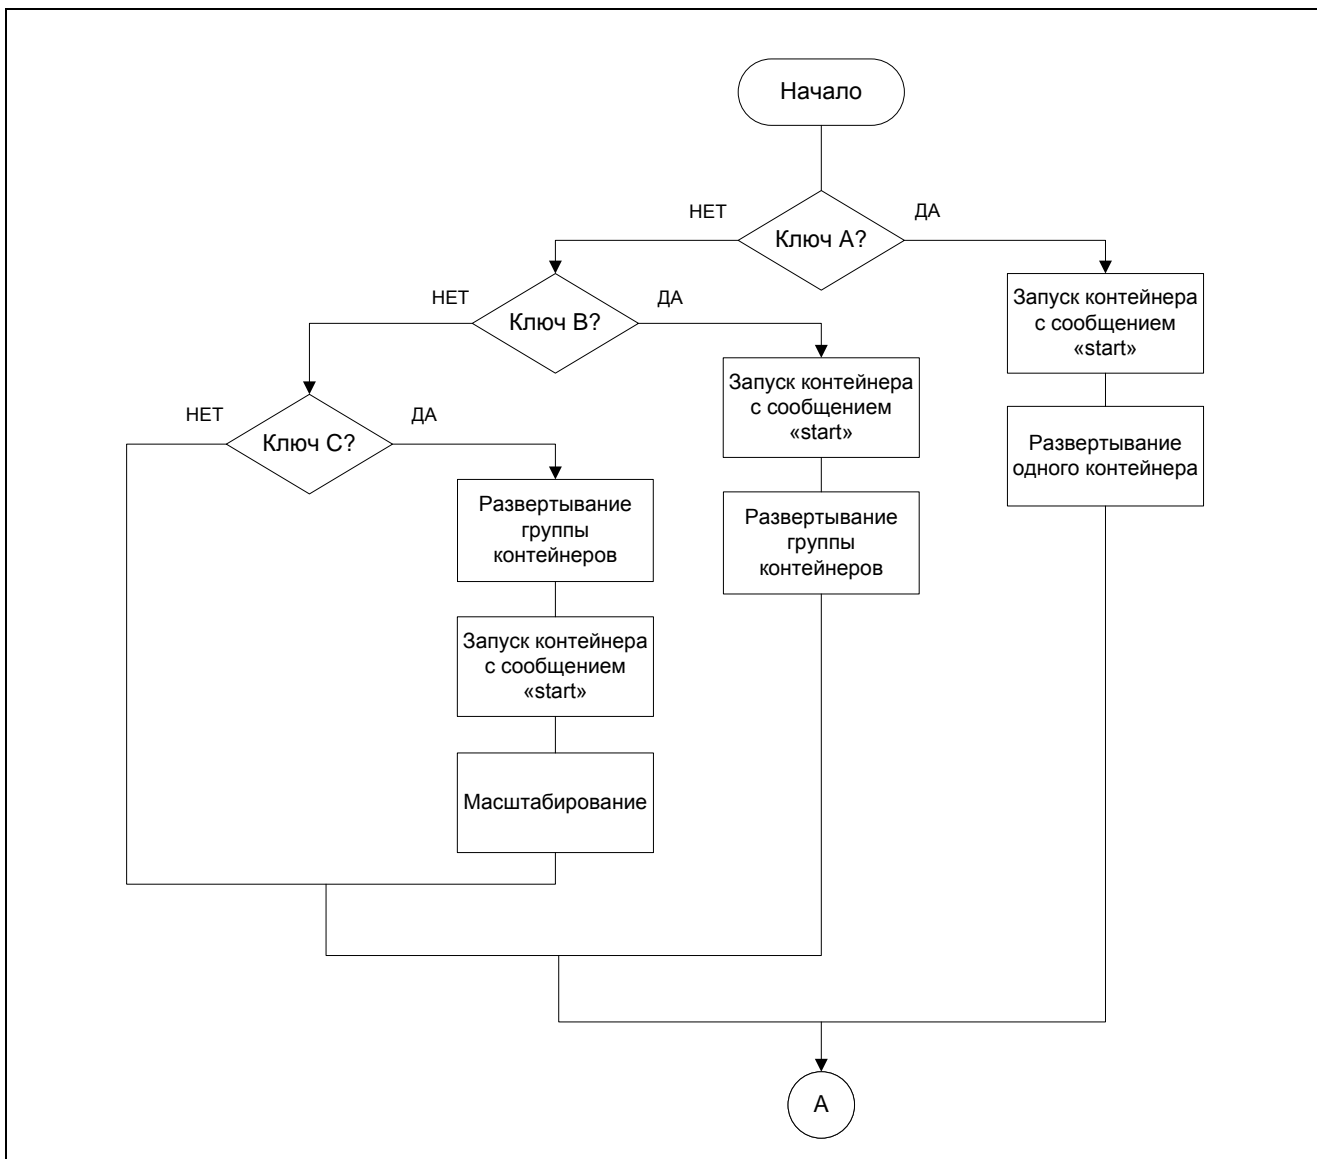 Начало
НЕТ
ДА
Ключ А?
НЕТ
ДА
Ключ В?
Запуск контейнера
с сообщением
«start»
НЕТ
ДА
Ключ С?
Запуск контейнера
с сообщением
«start»
Развертывание
одного контейнера
Развертывание
группы
контейнеров
Развертывание
группы
контейнеров
Запуск контейнера
с сообщением
«start»
Масштабирование
А